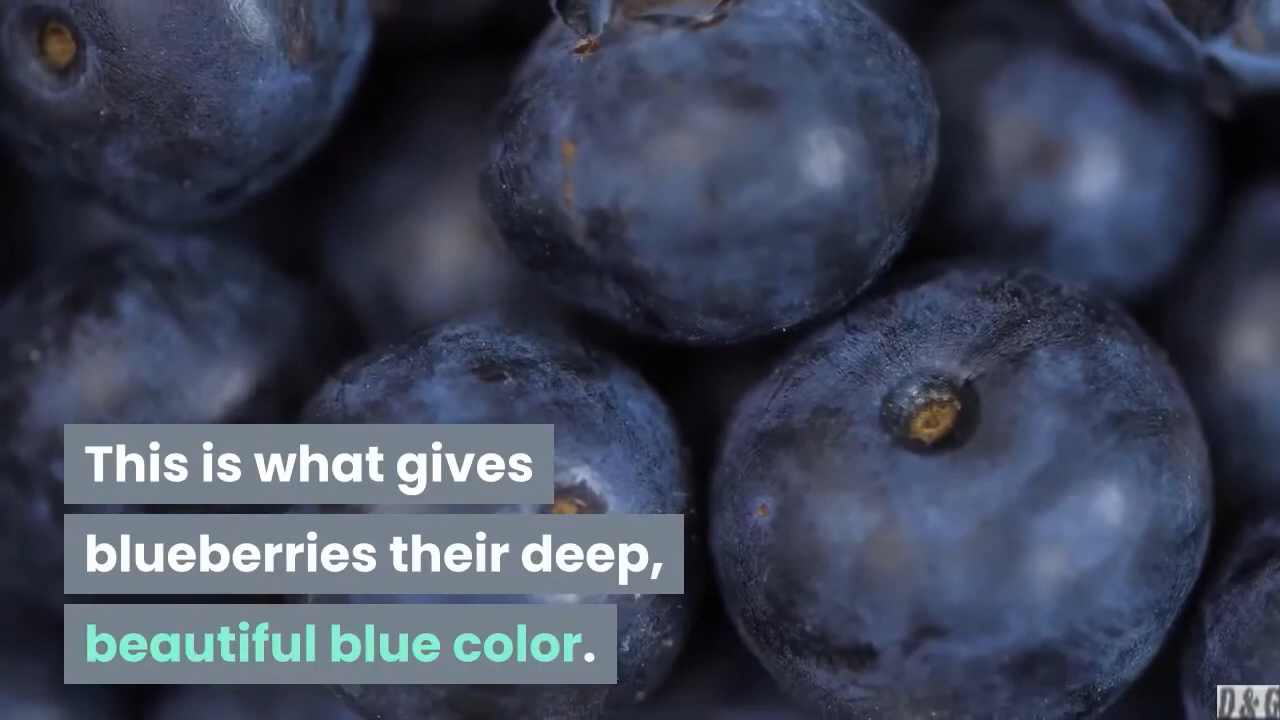 This is what gives
blueberries their deep,
beautiful blue color.
D & G